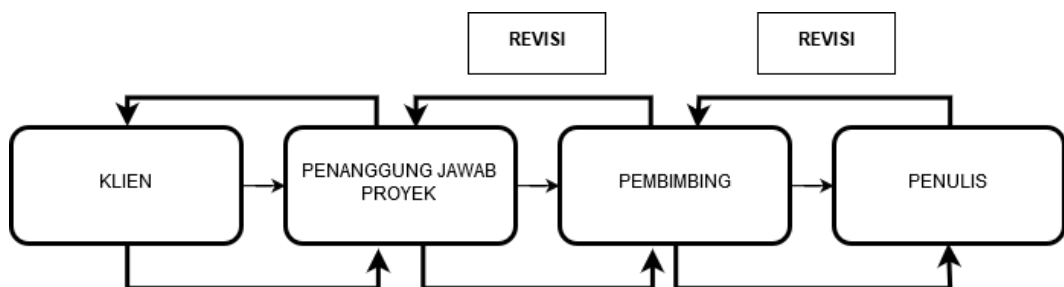 REVISI
REVISI
KLIEN
PENANGGUNG JAWAB
PROYEK
PEMBIMBING
PENULIS